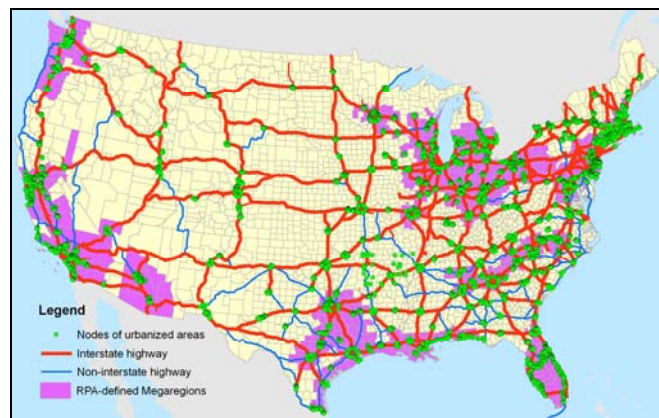 Legend
Nodes of urbanized areas
Interstate highway
Non-interstate highway
RPA-defined Megaregions